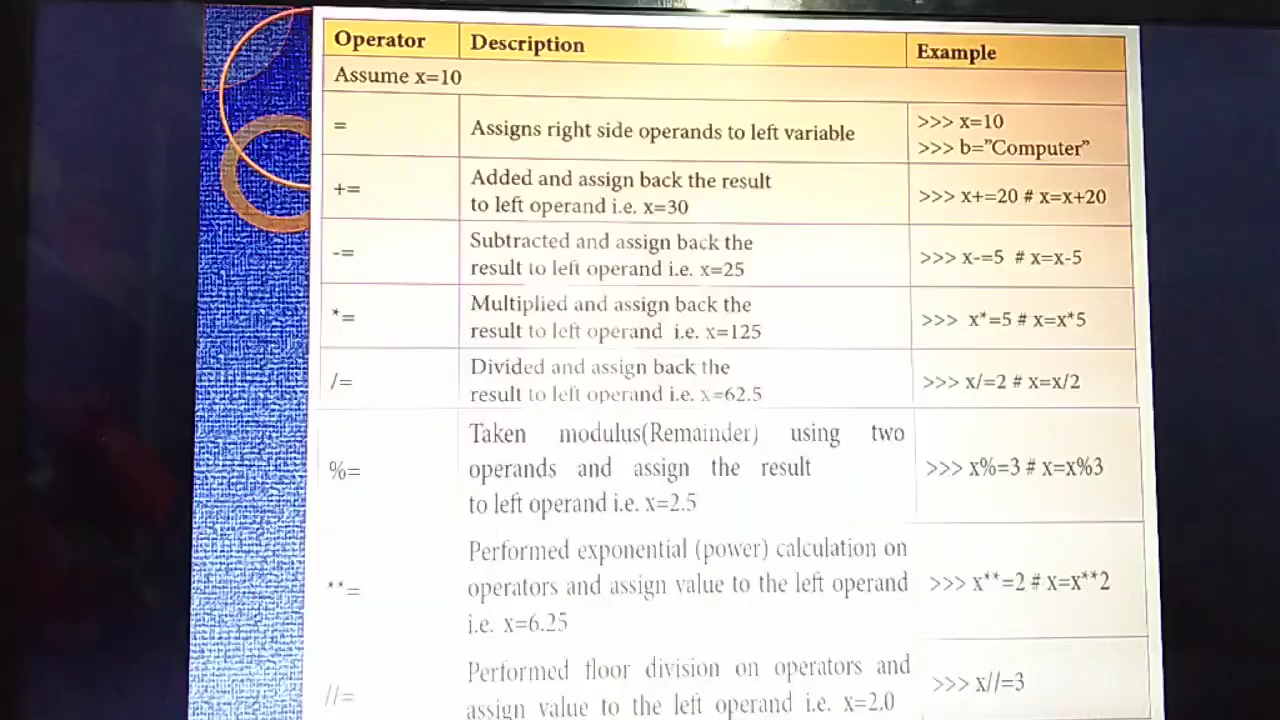 Operator Description Example
Assume x=10
= Assigns right side operands to left variable >>> x=10
>>> b=”Computer”
+= Added and assign back the result
to left operand i.e. x=30 >>> x+=20 # x=x+20
-= Subtracted and assign back the
result to left operand i.e. x=25 >>> x-=5 # x=x-5
*= Multiplied and assign back the
result to left operand i.e. x=125 >>> x*=5 # x=x*5
/= Divided and assign back the
result to left operand i.e. x=62.5 >>> x/=2 # x=x/2
%= Taken modulus(Remainder) using two
operands and assign the result >>> x%=3 # x=x%3
to left operand i.e. x=2.5
**= Performed exponential (power) calculation on
operators and assign value to the left operand >>> x**=2 # x=x**2
i.e. x=6.25
//= Performed floor division on operators and
assign value to the left operand i.e. x=2.0 >>> x//=3